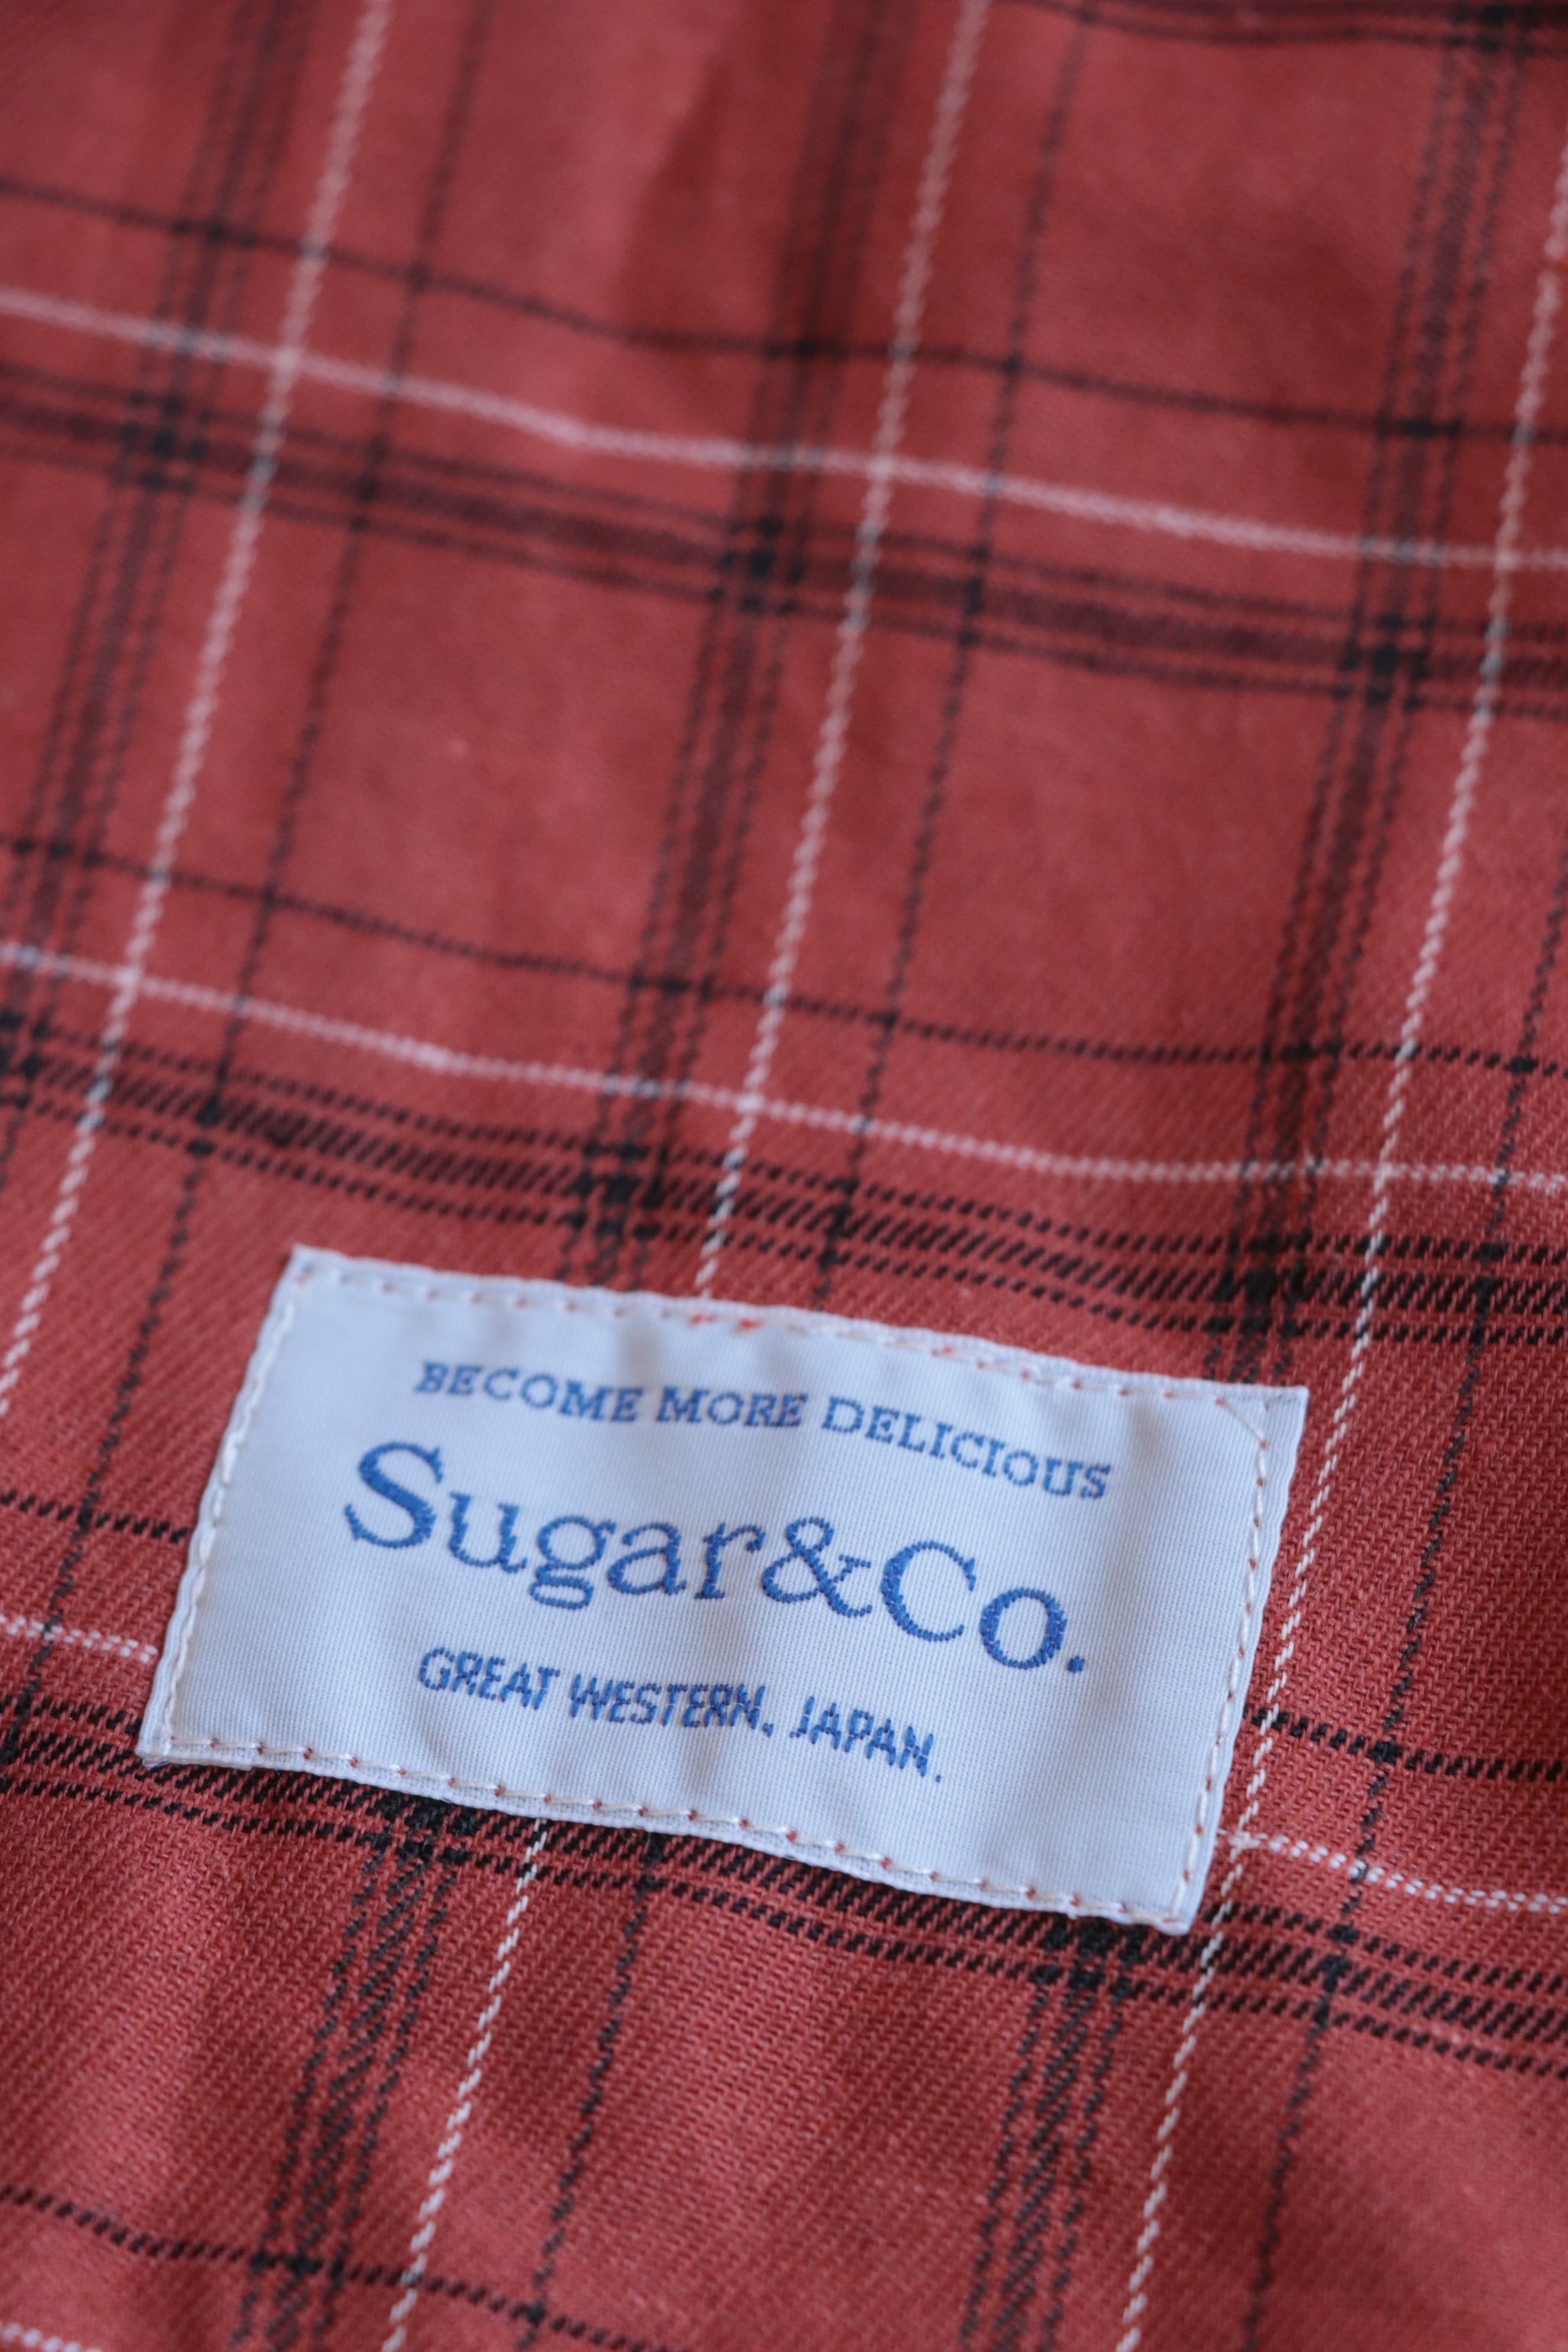 BECOME MORE DELICIOUS
Sugar&Co.
GREAT WESTERN, JAPAN.